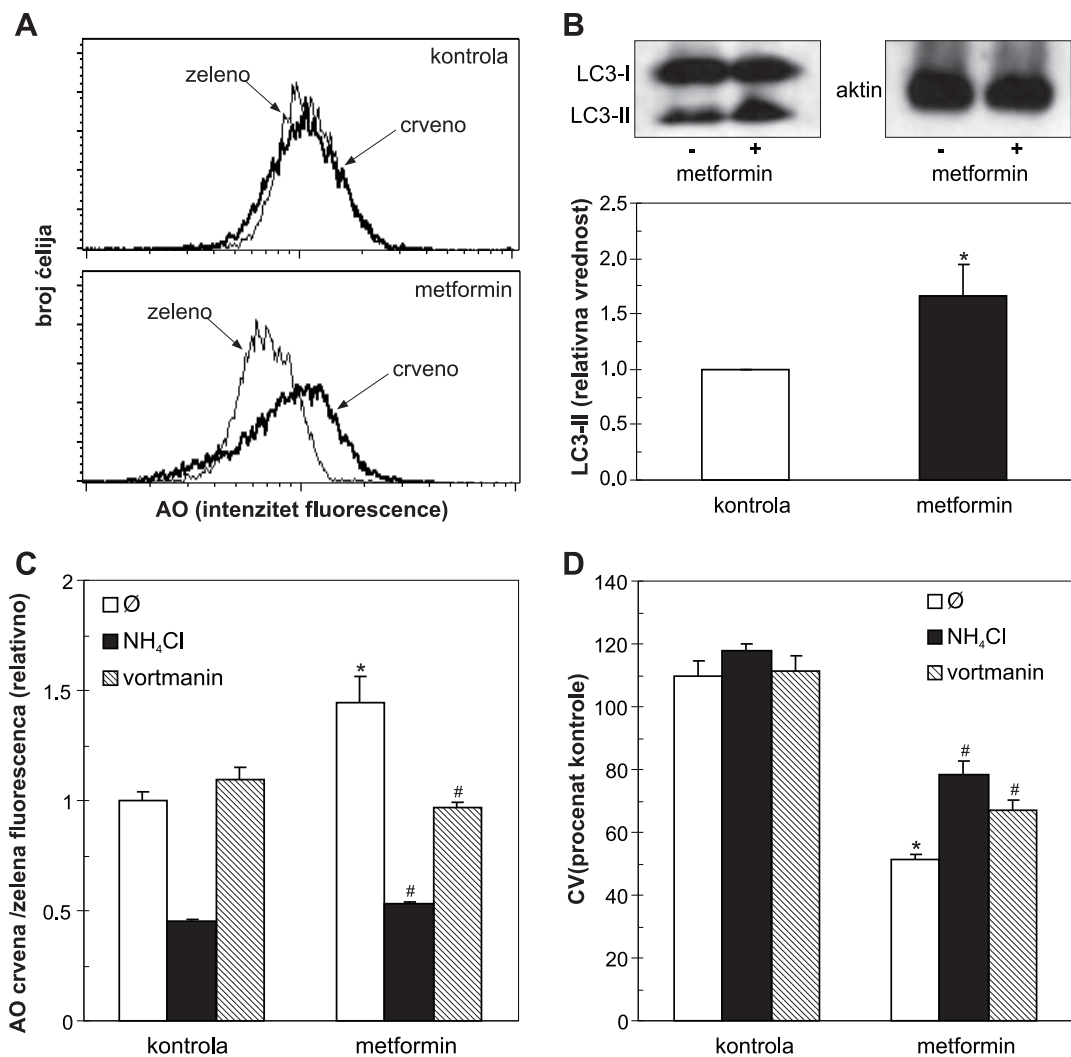 A
kontrola
zeleno
crveno
metformin
zeleno
crveno
broj ćelija
AO (intenzitet fluorescence)
B
LC3-I
LC3-II
- +
metformin
aktin
- +
metformin
LC3-II (relativna vrednost)
2.5
2.0
1.5
1.0
0.5
0.0
*
kontrola metformin
C
AO crvena /zelena fluorescenca (relativno)
2
1.5
1
0.5
0
Ø
NH₄Cl
vortmanin
*
#
#
kontrola metformin
D
CV(procenat kontrole)
140
120
100
80
60
40
20
0
Ø
NH₄Cl
vortmanin
*
#
#
kontrola metformin